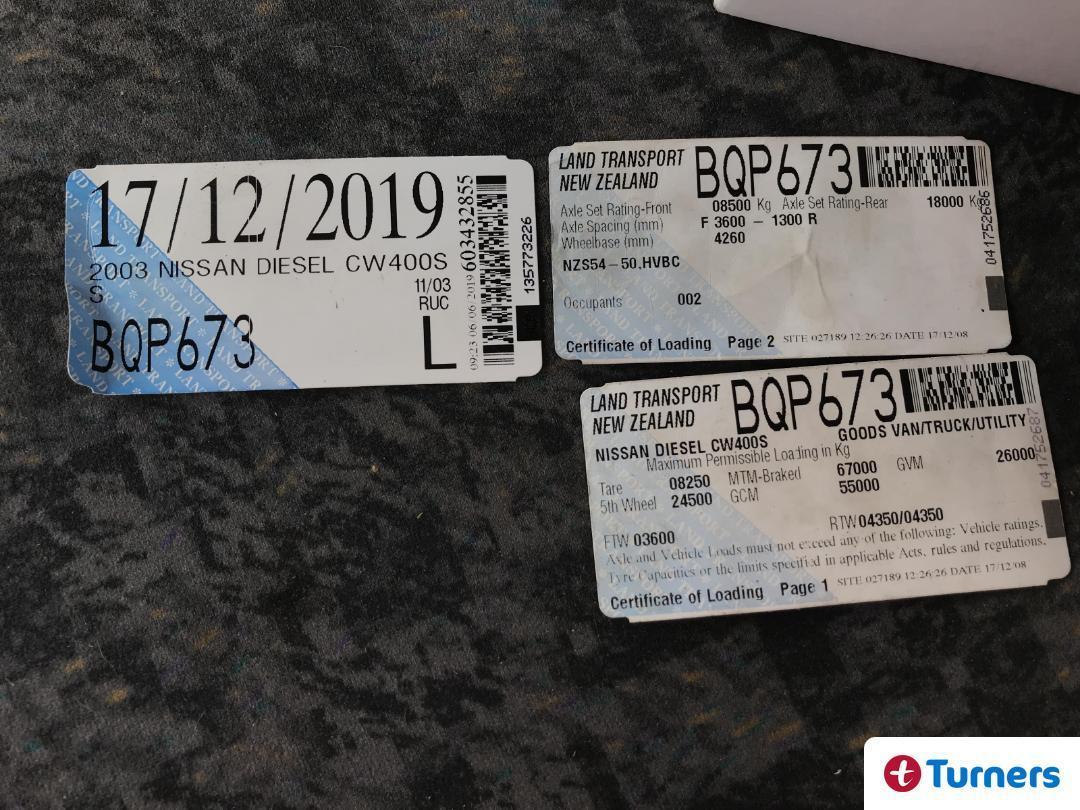 17/12/2019
2003 NISSAN DIESEL CW400S
S
11/03
RUC
BQP673
L
09:23 06/06/2019
603432855
135773226
LAND TRANSPORT
NEW ZEALAND
BQP673
Axle Set Rating-Front 08500 Kg Axle Set Rating-Rear 18000 Kg
Axle Spacing (mm) F 3600 - 1300 R
Wheelbase (mm) 4260
NZS54-50,HVBC
Occupants 002
Certificate of Loading Page 2 SITE 027189 12:26:26 DATE 17/12/08
041752686
LAND TRANSPORT
NEW ZEALAND
BQP673
NISSAN DIESEL CW400S GOODS VAN/TRUCK/UTILITY
Maximum Permissible Loading in Kg
Tare 08250 MTM-Braked 67000 GVM 26000
5th Wheel 24500 GCM 55000
RTW 04350/04350
FTW 03600
Axle and Vehicle Loads must not exceed any of the following: Vehicle ratings,
Tyre Capacities or the limits specified in applicable Acts, rules and regulations.
Certificate of Loading Page 1 SITE 027189 12:26:26 DATE 17/12/08
041752687
Turners